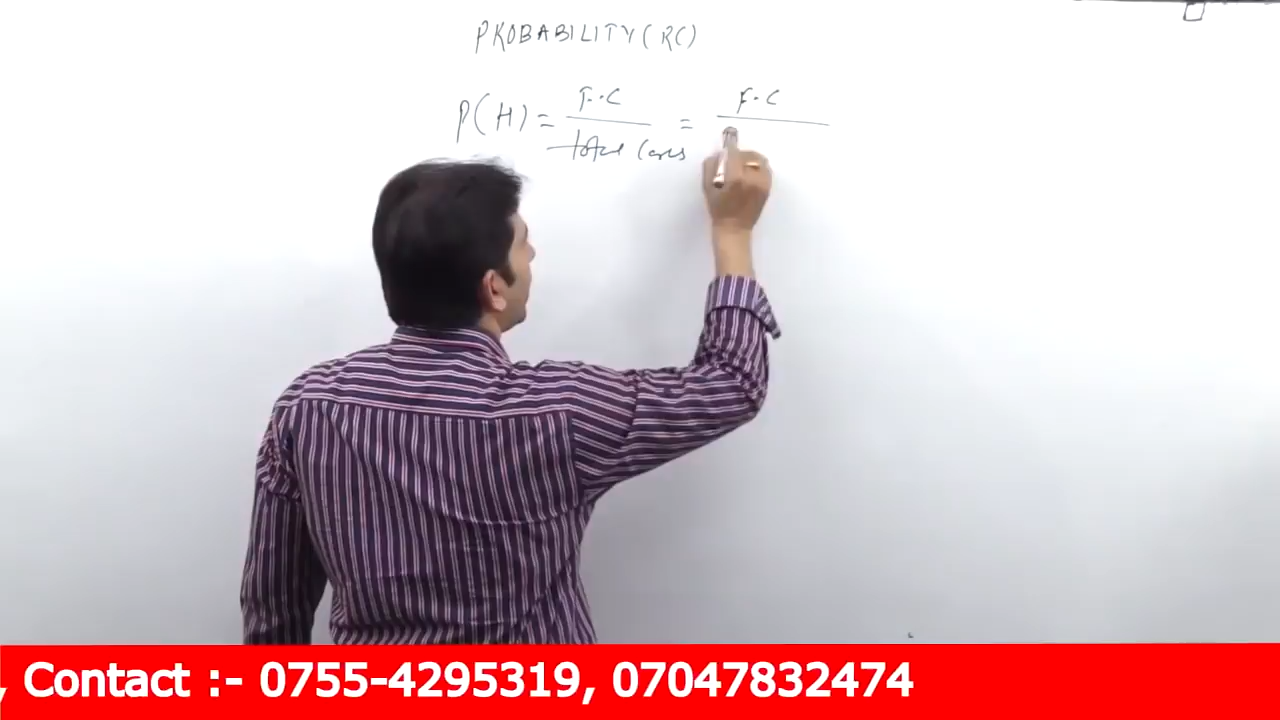 PROBABILITY (RC)
P(H) = F.C / total cases = F.C
, Contact :- 0755-4295319, 07047832474